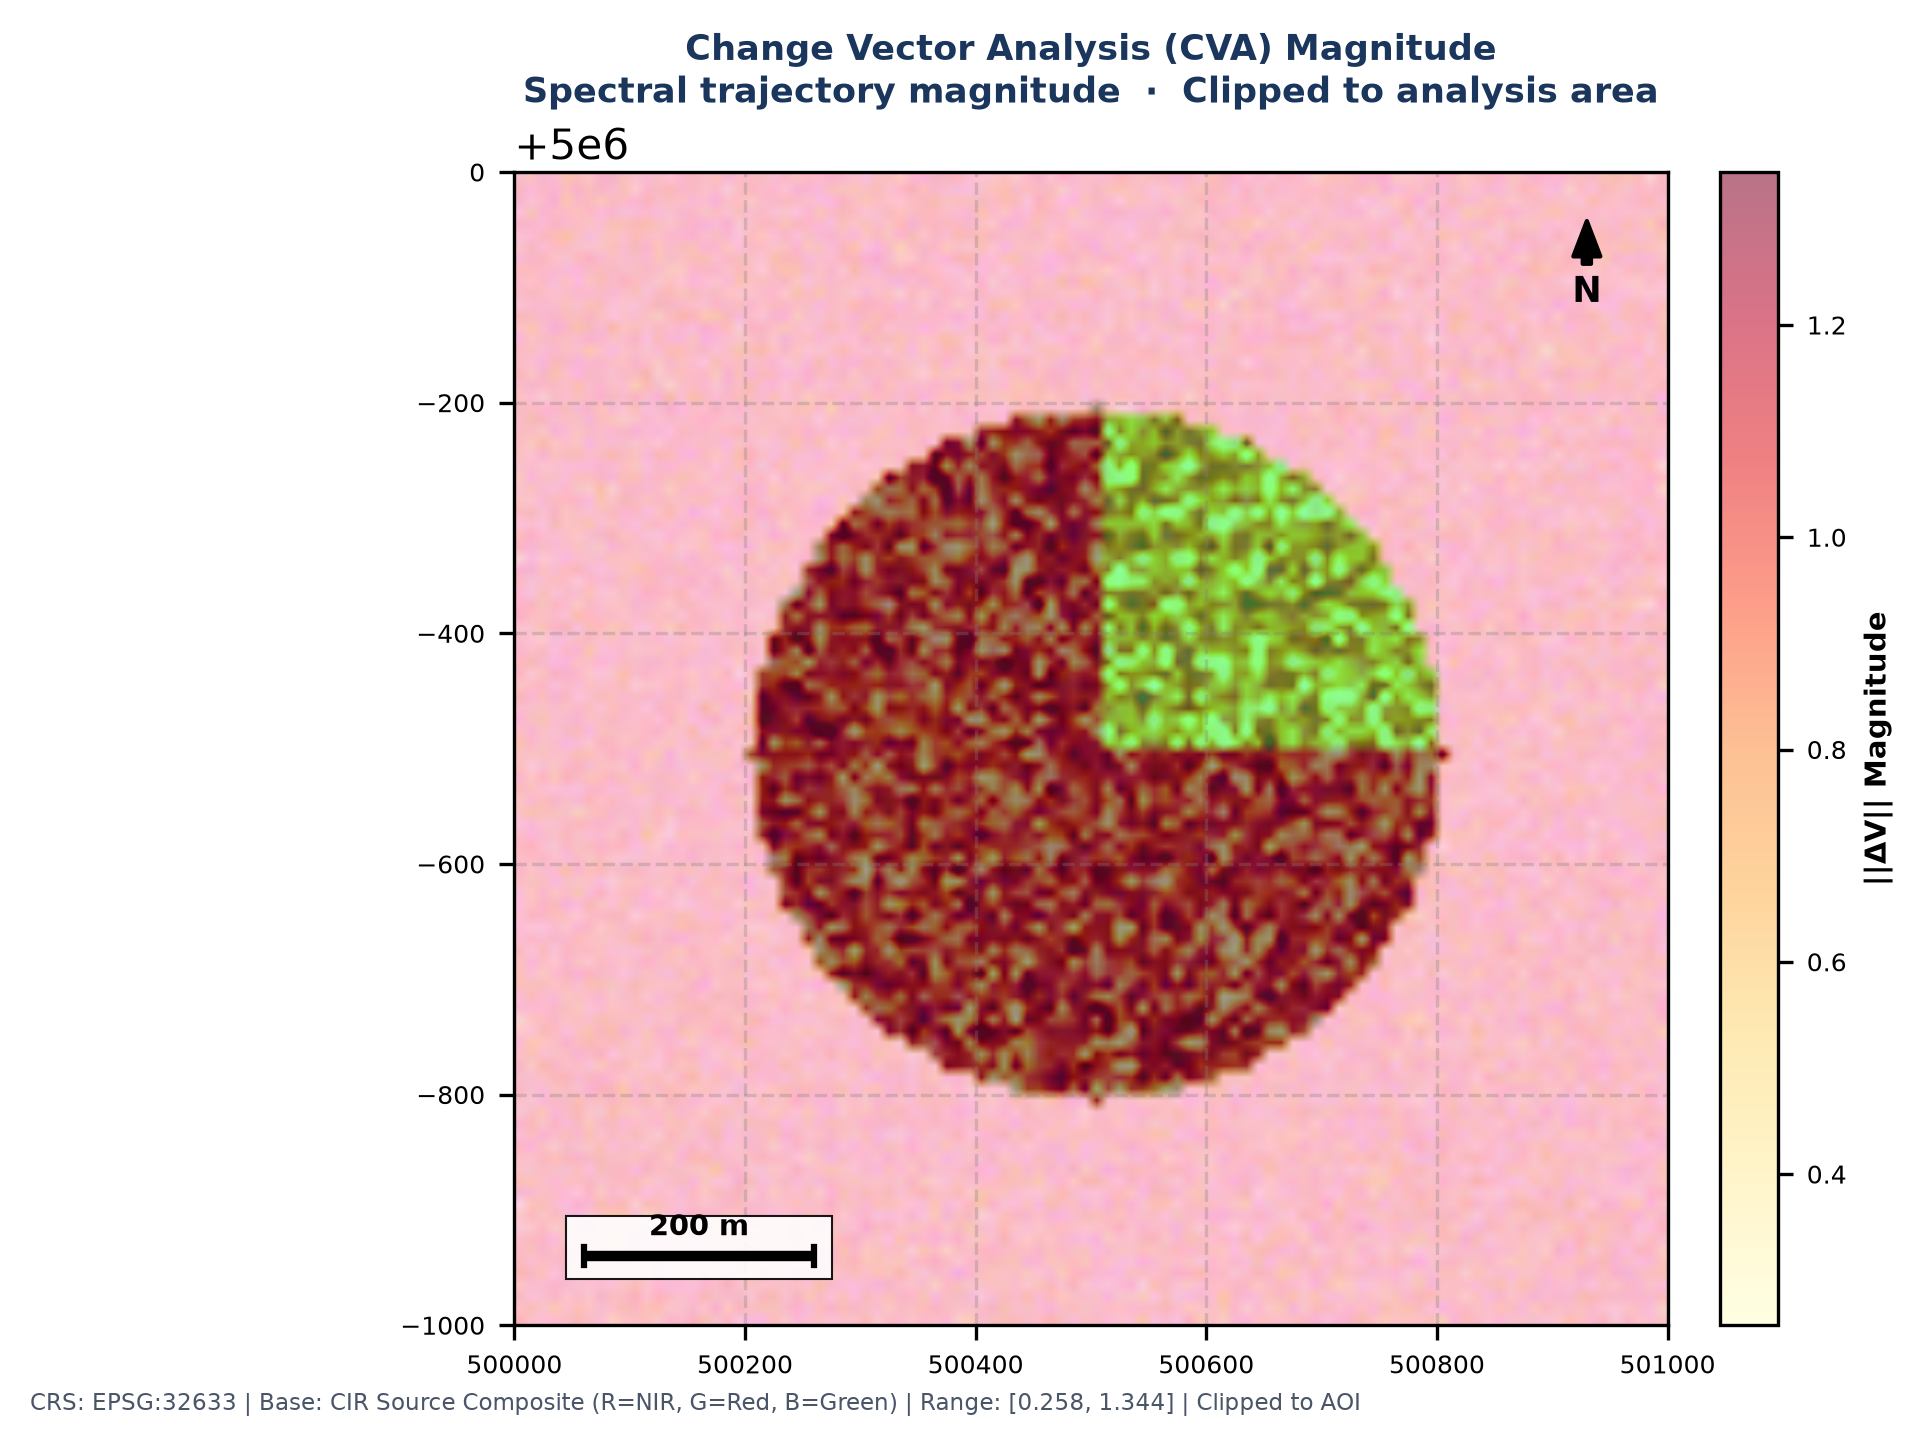 Change Vector Analysis (CVA) Magnitude
Spectral trajectory magnitude · Clipped to analysis area
+5e6
0
−200
−400
−600
−800
−1000
500000
500200
500400
500600
500800
501000
N
200 m
1.2
1.0
0.8
0.6
0.4
||ΔV|| Magnitude
CRS: EPSG:32633 | Base: CIR Source Composite (R=NIR, G=Red, B=Green) | Range: [0.258, 1.344] | Clipped to AOI